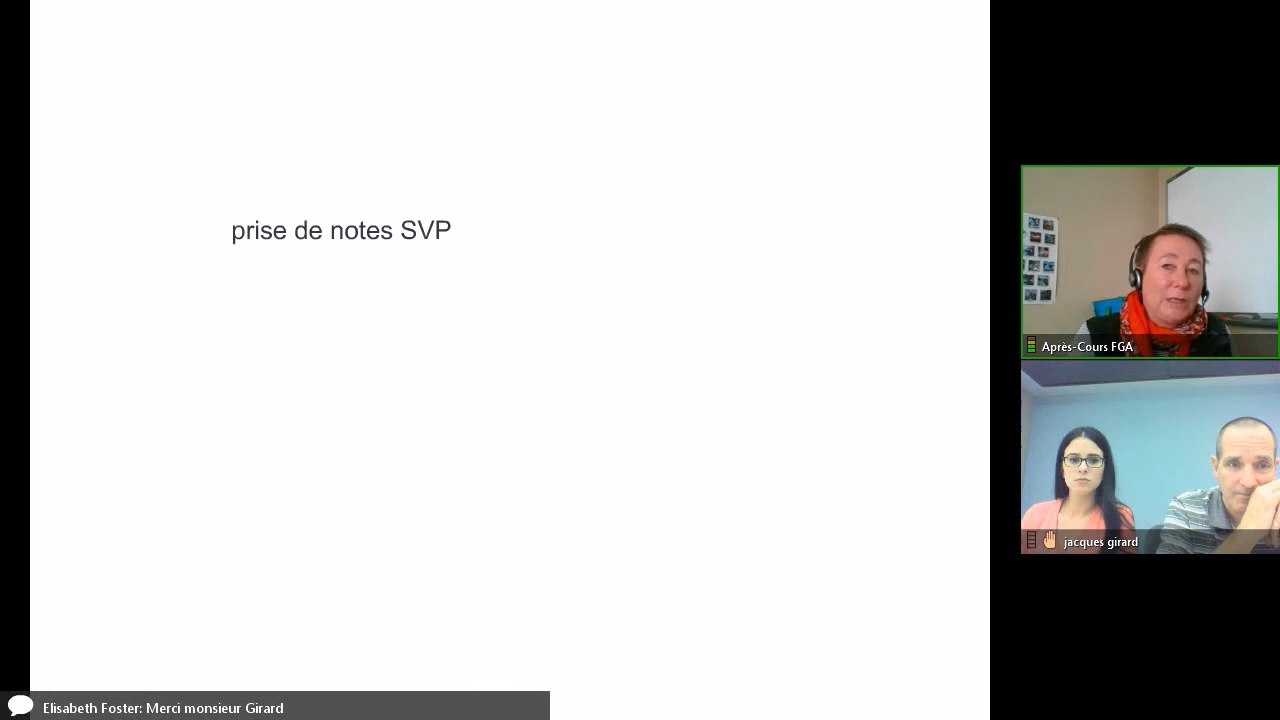 prise de notes SVP
Après-Cours FGA
jacques girard
Elisabeth Foster: Merci monsieur Girard